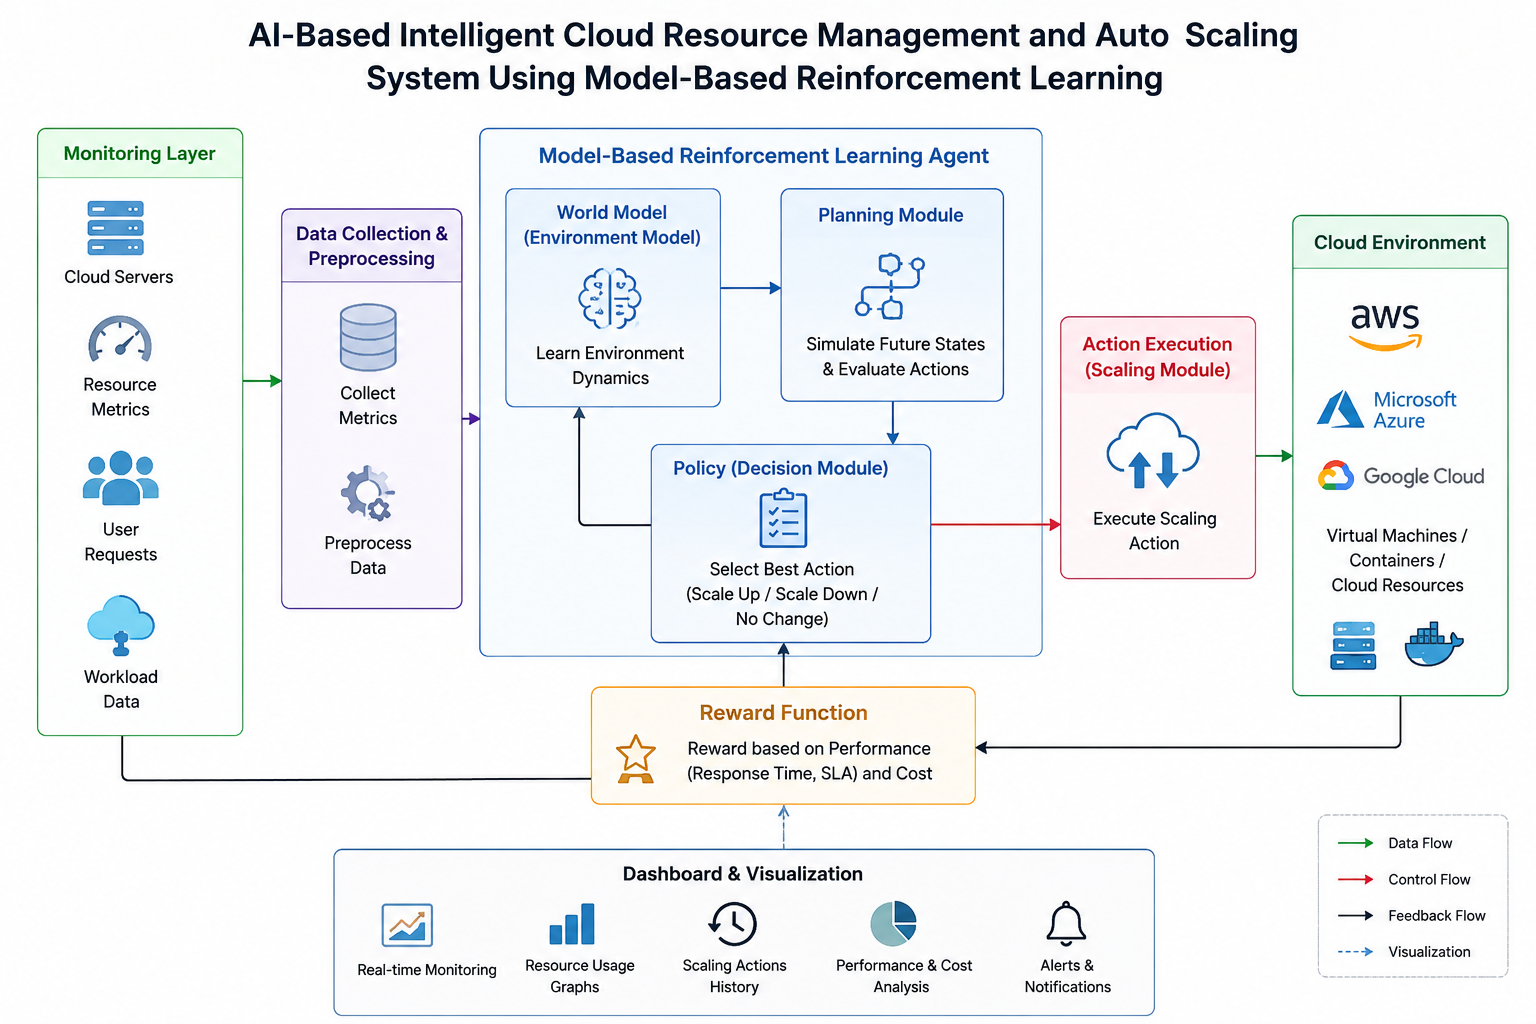 AI-Based Intelligent Cloud Resource Management and Auto Scaling
System Using Model-Based Reinforcement Learning
Monitoring Layer
Cloud Servers
Resource
Metrics
User
Requests
Workload
Data
Data Collection &
Preprocessing
Collect
Metrics
Preprocess
Data
Model-Based Reinforcement Learning Agent
World Model
(Environment Model)
Learn Environment
Dynamics
Planning Module
Simulate Future States
& Evaluate Actions
Policy (Decision Module)
Select Best Action
(Scale Up / Scale Down /
No Change)
Action Execution
(Scaling Module)
Execute Scaling
Action
Cloud Environment
aws
Microsoft
Azure
Google Cloud
Virtual Machines /
Containers /
Cloud Resources
Reward Function
Reward based on Performance
(Response Time, SLA) and Cost
Dashboard & Visualization
Real-time Monitoring
Resource Usage
Graphs
Scaling Actions
History
Performance & Cost
Analysis
Alerts &
Notifications
Data Flow
Control Flow
Feedback Flow
Visualization